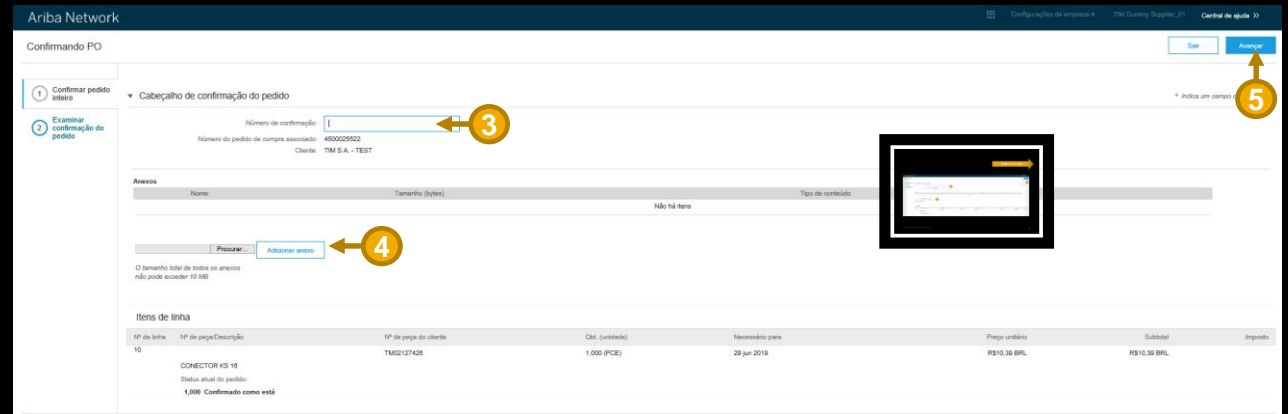 Ariba Network
Configurações da empresa ▾ TIM Dummy Supplier_01 Central de ajuda >>
Confirmando PO
Sair Avançar
5
1 Confirmar pedido inteiro
2 Examinar confirmação do pedido
▾ Cabeçalho de confirmação do pedido
* Indica um campo
Número de confirmação:
3
Número do pedido de compra associado: 4500025522
Cliente: TIM S.A. - TEST
Anexos
Nome Tamanho (bytes) Tipo de conteúdo
Não há itens
Procurar... Adicionar anexo
4
O tamanho total de todos os anexos
não pode exceder 10 MB
Itens de linha
Nº de linha Nº de peça/Descrição Nº de peça do cliente Qtd. (unidade) Necessário para Preço unitário Subtotal Imposto
10 TM02127426 1,000 (PCE) 29 jun 2019 R$10,39 BRL R$10,39 BRL
CONECTOR KS 16
Status atual do pedido:
1,000 Confirmado como está